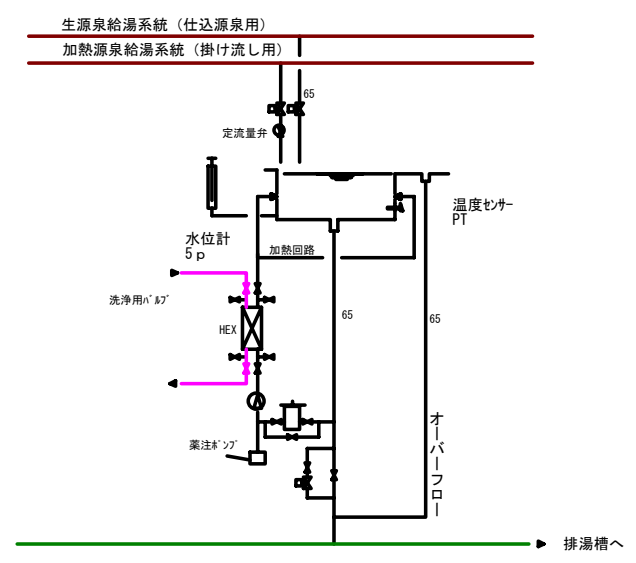 生源泉給湯系統（仕込源泉用）
加熱源泉給湯系統（掛け流し用）
65
定流量弁
温度ｾﾝｻｰ
PT
水位計
5ｐ
加熱回路
洗浄用ﾊﾞﾙﾌﾞ
HEX
65
65
オーバーフロー
薬注ﾎﾟﾝﾌﾟ
排湯槽へ